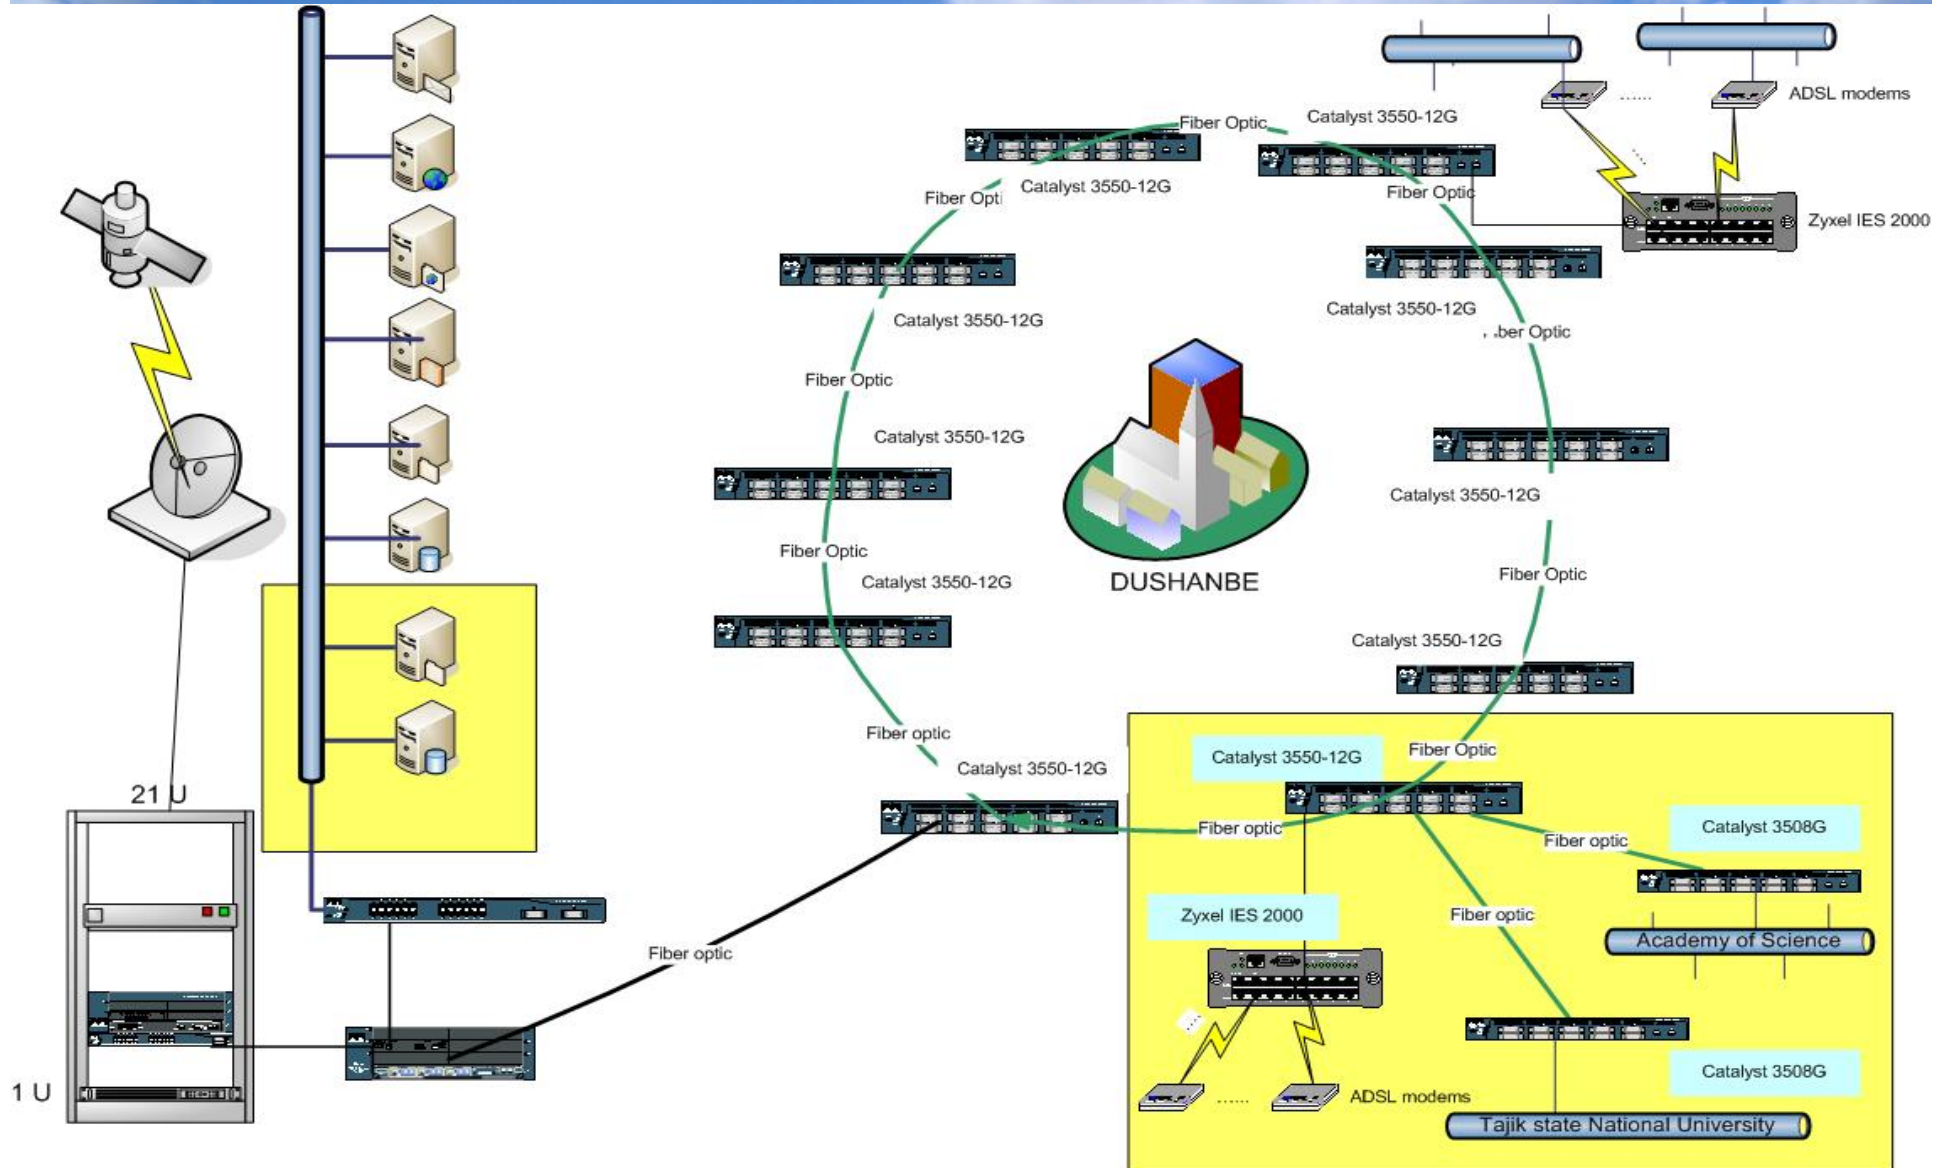 ADSL modems
Catalyst 3550-12G
Fiber Optic
Catalyst 3550-12G
Fiber Opti
Fiber Optic
Zyxel IES 2000
Catalyst 3550-12G
Catalyst 3550-12G
ber Optic
Fiber Optic
Catalyst 3550-12G
Catalyst 3550-12G
Fiber Optic
Fiber Optic
DUSHANBE
Catalyst 3550-12G
Catalyst 3550-12G
Fiber optic
Fiber Optic
Catalyst 3550-12G
Catalyst 3550-12G
21 U
Fiber optic
Catalyst 3508G
Fiber optic
Zyxel IES 2000
Fiber optic
Academy of Science
Fiber optic
Catalyst 3508G
1 U
ADSL modems
Tajik state National University